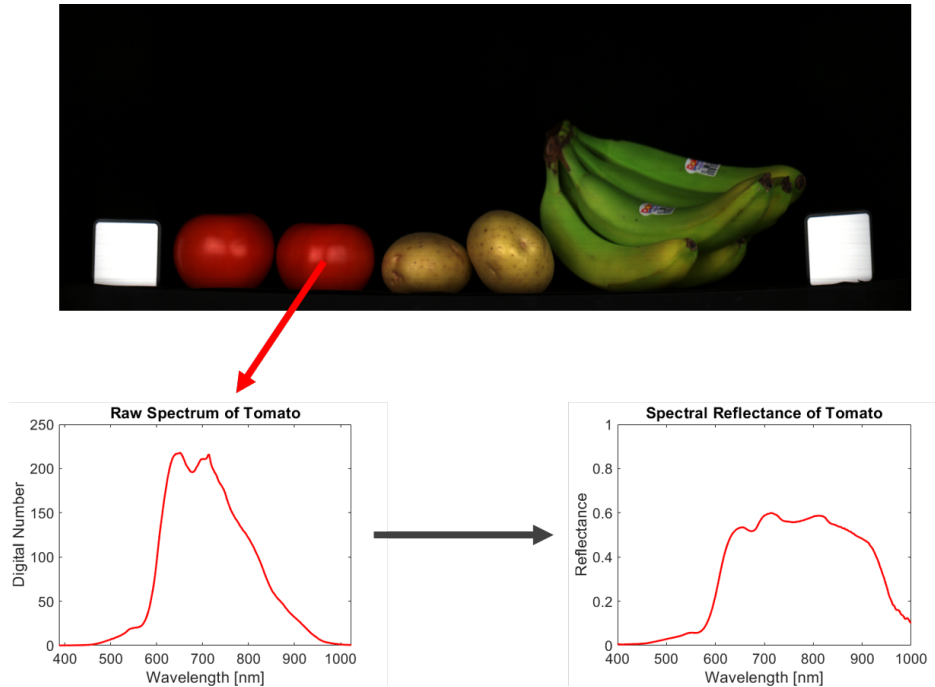 Raw Spectrum of Tomato
250
200
150
100
50
0
Digital Number
400 500 600 700 800 900 1000
Wavelength [nm]
Spectral Reflectance of Tomato
1
0.8
0.6
0.4
0.2
0
Reflectance
400 500 600 700 800 900 1000
Wavelength [nm]